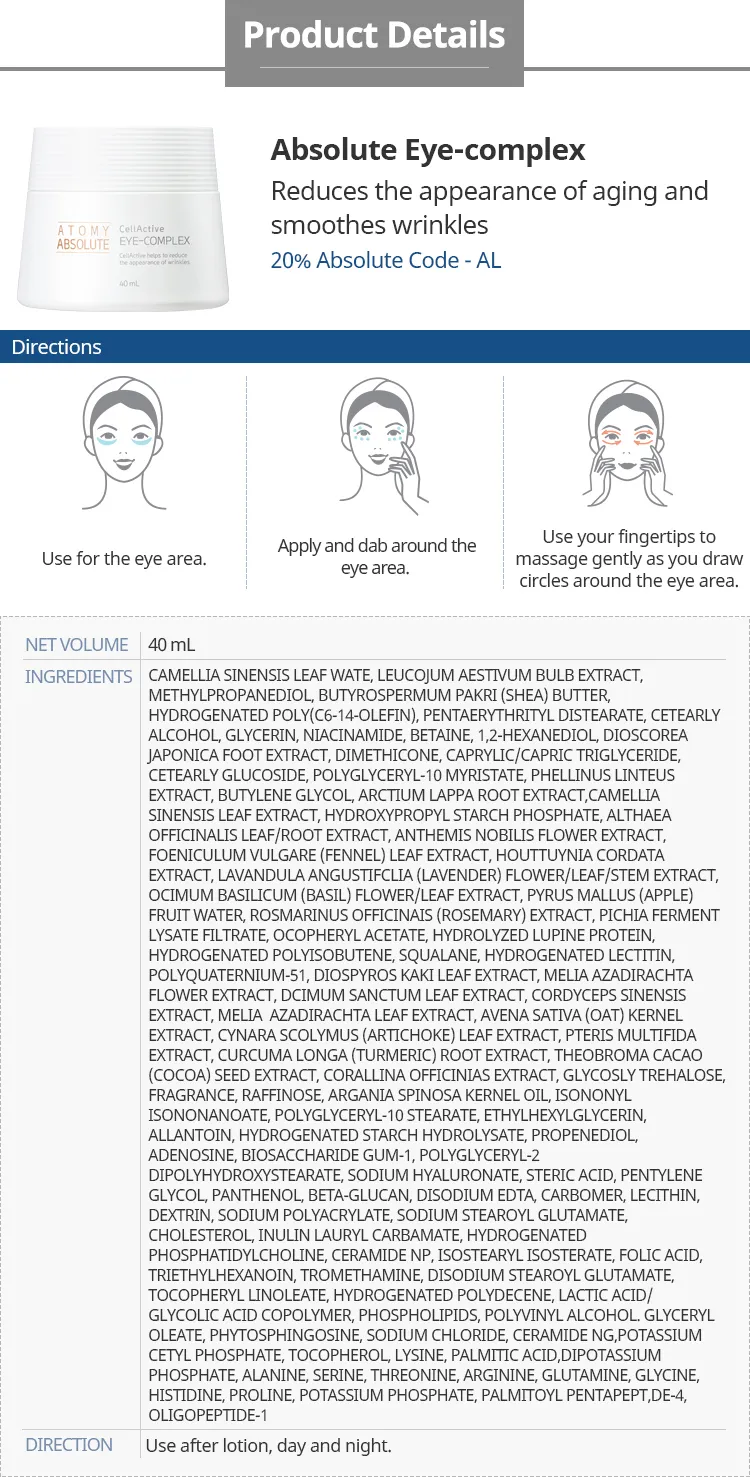 Product Details
ATOMY
ABSOLUTE
CellActive
EYE-COMPLEX
CellActive helps to reduce
the appearance of wrinkles
40 mL
Absolute Eye-complex
Reduces the appearance of aging and
smoothes wrinkles
20% Absolute Code - AL
Directions
Use for the eye area.
Apply and dab around the
eye area.
Use your fingertips to
massage gently as you draw
circles around the eye area.
NET VOLUME
40 mL
INGREDIENTS
CAMELLIA SINENSIS LEAF WATE, LEUCOJUM AESTIVUM BULB EXTRACT,
METHYLPROPANEDIOL, BUTYROSPERMUM PAKRI (SHEA) BUTTER,
HYDROGENATED POLY(C6-14-OLEFIN), PENTAERYTHRITYL DISTEARATE, CETEARLY
ALCOHOL, GLYCERIN, NIACINAMIDE, BETAINE, 1,2-HEXANEDIOL, DIOSCOREA
JAPONICA FOOT EXTRACT, DIMETHICONE, CAPRYLIC/CAPRIC TRIGLYCERIDE,
CETEARLY GLUCOSIDE, POLYGLYCERYL-10 MYRISTATE, PHELLINUS LINTEUS
EXTRACT, BUTYLENE GLYCOL, ARCTIUM LAPPA ROOT EXTRACT,CAMELLIA
SINENSIS LEAF EXTRACT, HYDROXYPROPYL STARCH PHOSPHATE, ALTHAEA
OFFICINALIS LEAF/ROOT EXTRACT, ANTHEMIS NOBILIS FLOWER EXTRACT,
FOENICULUM VULGARE (FENNEL) LEAF EXTRACT, HOUTTUYNIA CORDATA
EXTRACT, LAVANDULA ANGUSTIFCLIA (LAVENDER) FLOWER/LEAF/STEM EXTRACT,
OCIMUM BASILICUM (BASIL) FLOWER/LEAF EXTRACT, PYRUS MALLUS (APPLE)
FRUIT WATER, ROSMARINUS OFFICINAIS (ROSEMARY) EXTRACT, PICHIA FERMENT
LYSATE FILTRATE, OCOPHERYL ACETATE, HYDROLYZED LUPINE PROTEIN,
HYDROGENATED POLYISOBUTENE, SQUALANE, HYDROGENATED LECTITIN,
POLYQUATERNIUM-51, DIOSPYROS KAKI LEAF EXTRACT, MELIA AZADIRACHTA
FLOWER EXTRACT, DCIMUM SANCTUM LEAF EXTRACT, CORDYCEPS SINENSIS
EXTRACT, MELIA AZADIRACHTA LEAF EXTRACT, AVENA SATIVA (OAT) KERNEL
EXTRACT, CYNARA SCOLYMUS (ARTICHOKE) LEAF EXTRACT, PTERIS MULTIFIDA
EXTRACT, CURCUMA LONGA (TURMERIC) ROOT EXTRACT, THEOBROMA CACAO
(COCOA) SEED EXTRACT, CORALLINA OFFICINIAS EXTRACT, GLYCOSLY TREHALOSE,
FRAGRANCE, RAFFINOSE, ARGANIA SPINOSA KERNEL OIL, ISONONYL
ISONONANOATE, POLYGLYCERYL-10 STEARATE, ETHYLHEXYLGLYCERIN,
ALLANTOIN, HYDROGENATED STARCH HYDROLYSATE, PROPENEDIOL,
ADENOSINE, BIOSACCHARIDE GUM-1, POLYGLYCERYL-2
DIPOLYHYDROXYSTEARATE, SODIUM HYALURONATE, STERIC ACID, PENTYLENE
GLYCOL, PANTHENOL, BETA-GLUCAN, DISODIUM EDTA, CARBOMER, LECITHIN,
DEXTRIN, SODIUM POLYACRYLATE, SODIUM STEAROYL GLUTAMATE,
CHOLESTEROL, INULIN LAURYL CARBAMATE, HYDROGENATED
PHOSPHATIDYLCHOLINE, CERAMIDE NP, ISOSTEARYL ISOSTERATE, FOLIC ACID,
TRIETHYLHEXANOIN, TROMETHAMINE, DISODIUM STEAROYL GLUTAMATE,
TOCOPHERYL LINOLEATE, HYDROGENATED POLYDECENE, LACTIC ACID/
GLYCOLIC ACID COPOLYMER, PHOSPHOLIPIDS, POLYVINYL ALCOHOL. GLYCERYL
OLEATE, PHYTOSPHINGOSINE, SODIUM CHLORIDE, CERAMIDE NG,POTASSIUM
CETYL PHOSPHATE, TOCOPHEROL, LYSINE, PALMITIC ACID,DIPOTASSIUM
PHOSPHATE, ALANINE, SERINE, THREONINE, ARGININE, GLUTAMINE, GLYCINE,
HISTIDINE, PROLINE, POTASSIUM PHOSPHATE, PALMITOYL PENTAPEPT,DE-4,
OLIGOPEPTIDE-1
DIRECTION
Use after lotion, day and night.